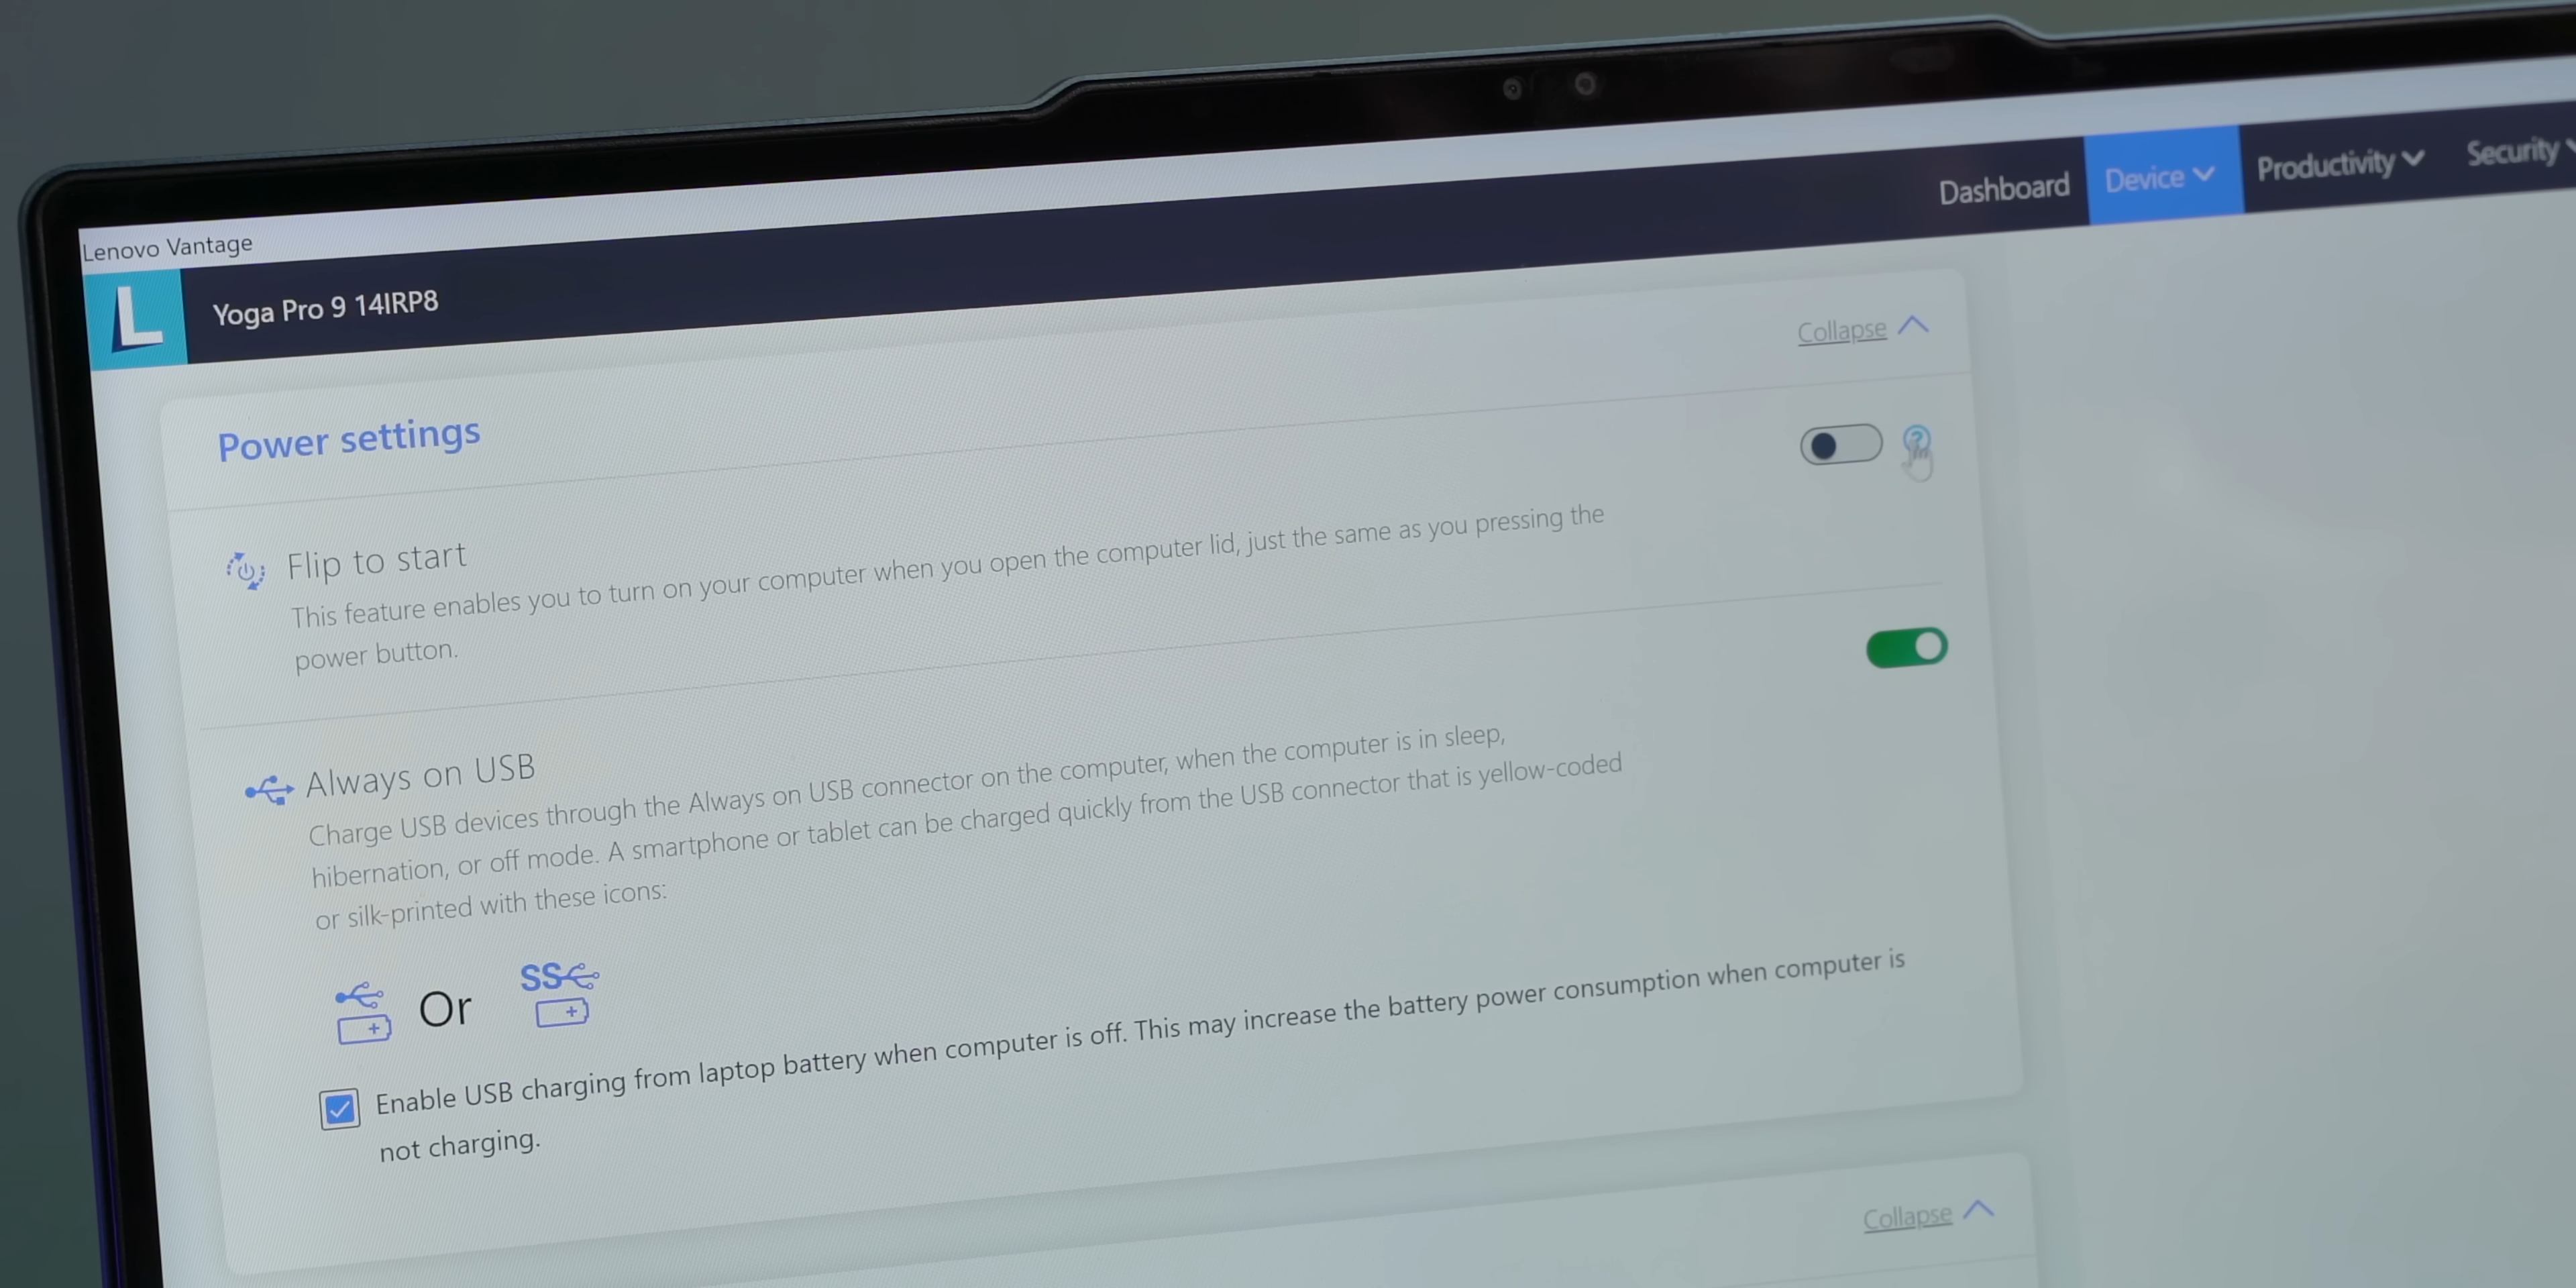 Lenovo Vantage
L
Yoga Pro 9 14IRP8
Dashboard Device Productivity Security
Collapse
Power settings
?
Flip to start
This feature enables you to turn on your computer when you open the computer lid, just the same as you pressing the
power button.
Always on USB
Charge USB devices through the Always on USB connector on the computer, when the computer is in sleep,
hibernation, or off mode. A smartphone or tablet can be charged quickly from the USB connector that is yellow-coded
or silk-printed with these icons:
Or SS
Enable USB charging from laptop battery when computer is off. This may increase the battery power consumption when computer is
not charging.
Collapse